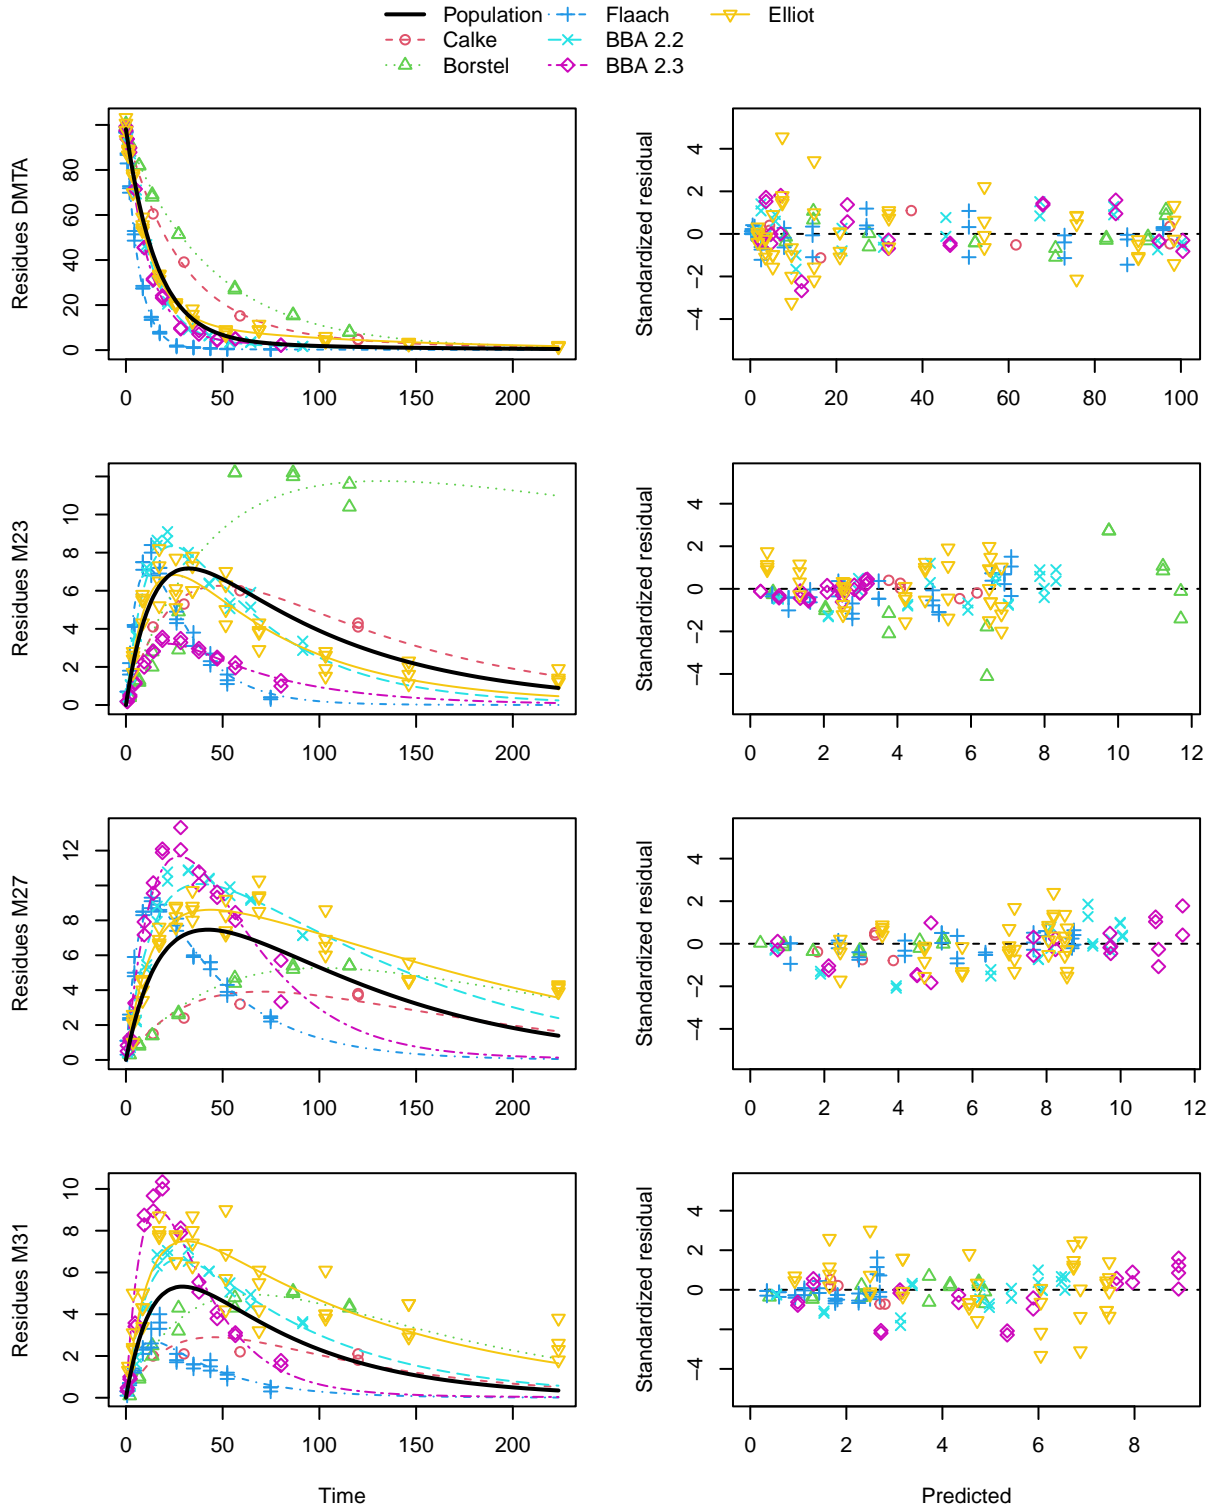 Population Flaach Elliot
Calke BBA 2.2
Borstel BBA 2.3
Residues DMTA
0 20 40 60 80
0 50 100 150 200
Standardized residual
−4 −2 0 2 4
0 20 40 60 80 100
Residues M23
0 2 4 6 8 10
0 50 100 150 200
Standardized residual
−4 −2 0 2 4
0 2 4 6 8 10 12
Residues M27
0 2 4 6 8 10 12
0 50 100 150 200
Standardized residual
−4 −2 0 2 4
0 2 4 6 8 10 12
Residues M31
0 2 4 6 8 10
0 50 100 150 200
Time
Standardized residual
−4 −2 0 2 4
0 2 4 6 8
Predicted